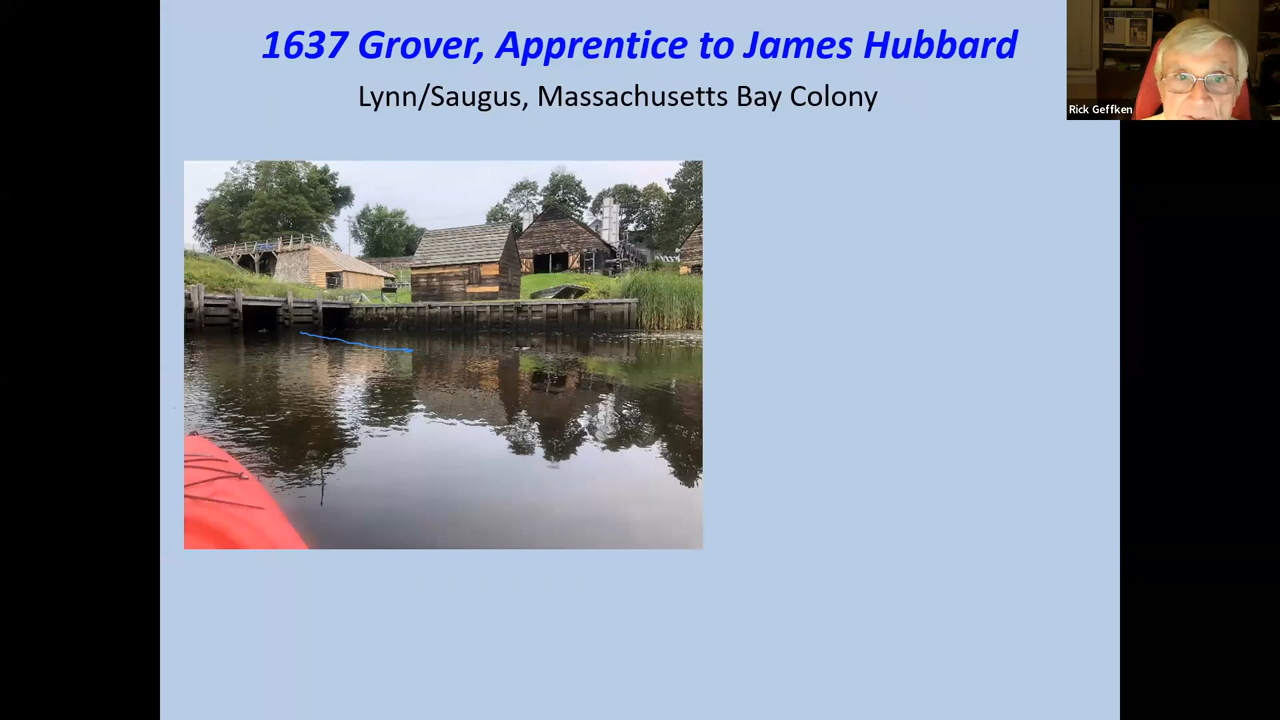 1637 Grover, Apprentice to James Hubbard
Lynn/Saugus, Massachusetts Bay Colony
Rick Geffken